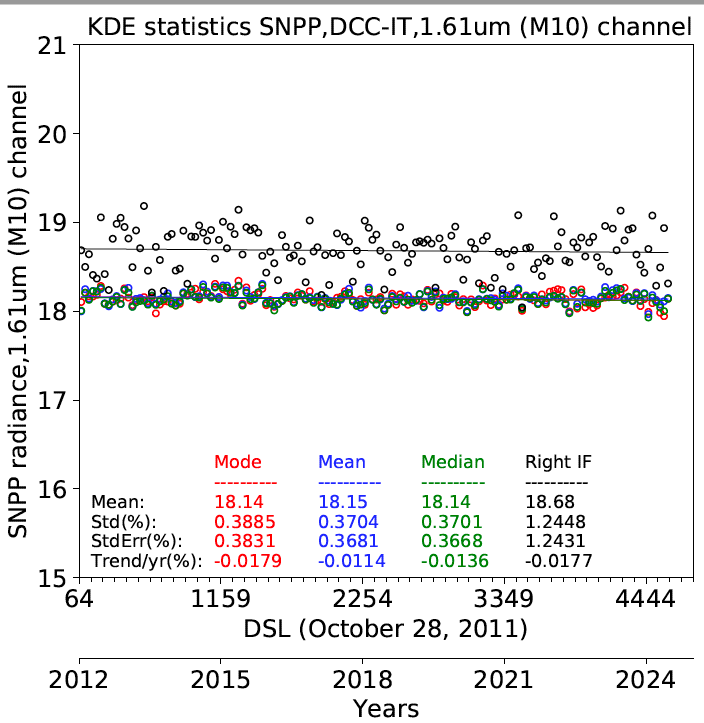 KDE statistics SNPP,DCC-IT,1.61um (M10) channel
SNPP radiance,1.61um (M10) channel
21
20
19
18
17
16
15
Mode Mean Median Right IF
---------- ---------- ---------- ----------
Mean: 18.14 18.15 18.14 18.68
Std(%): 0.3885 0.3704 0.3701 1.2448
StdErr(%): 0.3831 0.3681 0.3668 1.2431
Trend/yr(%): -0.0179 -0.0114 -0.0136 -0.0177
64 1159 2254 3349 4444
DSL (October 28, 2011)
2012 2015 2018 2021 2024
Years